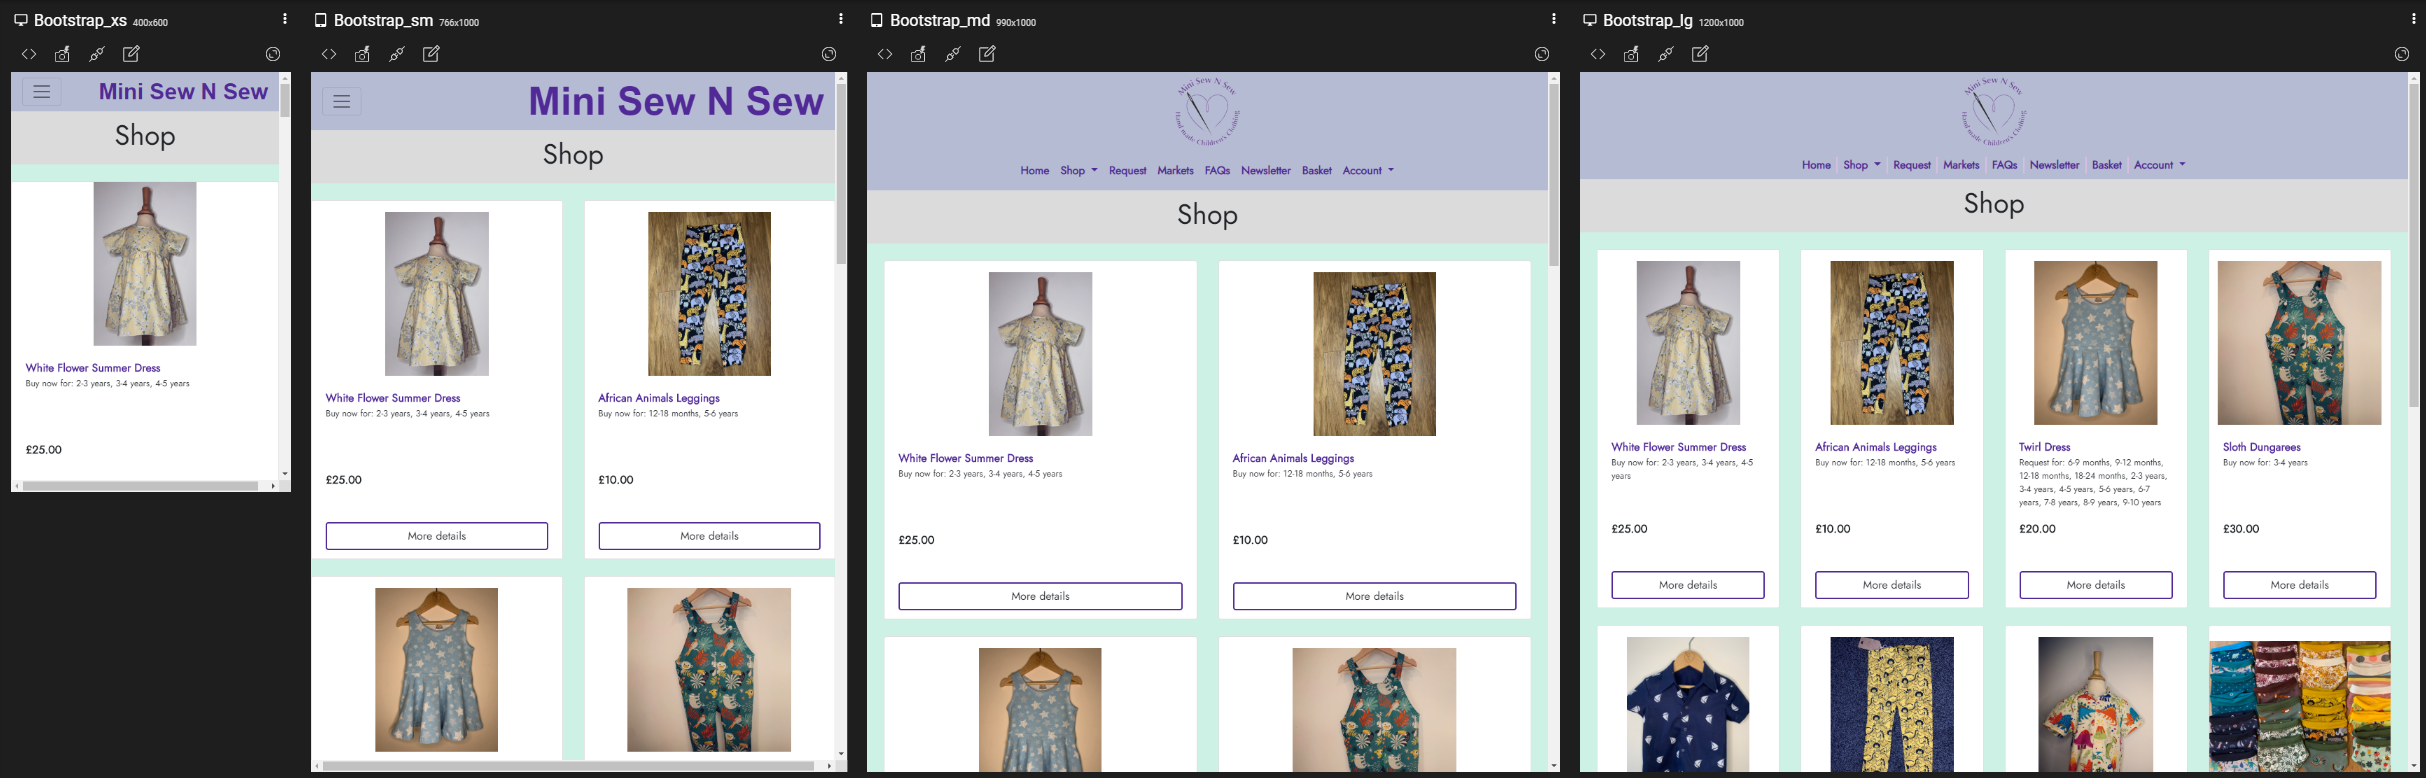 Bootstrap_xs 400x600
Mini Sew N Sew
Shop
White Flower Summer Dress
Buy now for: 2-3 years, 3-4 years, 4-5 years
£25.00
Bootstrap_sm 766x1000
Mini Sew N Sew
Shop
White Flower Summer Dress
Buy now for: 2-3 years, 3-4 years, 4-5 years
£25.00
More details
African Animals Leggings
Buy now for: 12-18 months, 5-6 years
£10.00
More details
Bootstrap_md 990x1000
Mini Sew N Sew
Hand made Children's Clothing
Home Shop Request Markets FAQs Newsletter Basket Account
Shop
White Flower Summer Dress
Buy now for: 2-3 years, 3-4 years, 4-5 years
£25.00
More details
African Animals Leggings
Buy now for: 12-18 months, 5-6 years
£10.00
More details
Bootstrap_lg 1200x1000
Mini Sew N Sew
Hand made Children's Clothing
Home Shop Request Markets FAQs Newsletter Basket Account
Shop
White Flower Summer Dress
Buy now for: 2-3 years, 3-4 years, 4-5
years
£25.00
More details
African Animals Leggings
Buy now for: 12-18 months, 5-6 years
£10.00
More details
Twirl Dress
Request for: 6-9 months, 9-12 months,
12-18 months, 18-24 months, 2-3 years,
3-4 years, 4-5 years, 5-6 years, 6-7
years, 7-8 years, 8-9 years, 9-10 years
£20.00
More details
Sloth Dungarees
Buy now for: 3-4 years
£30.00
More details